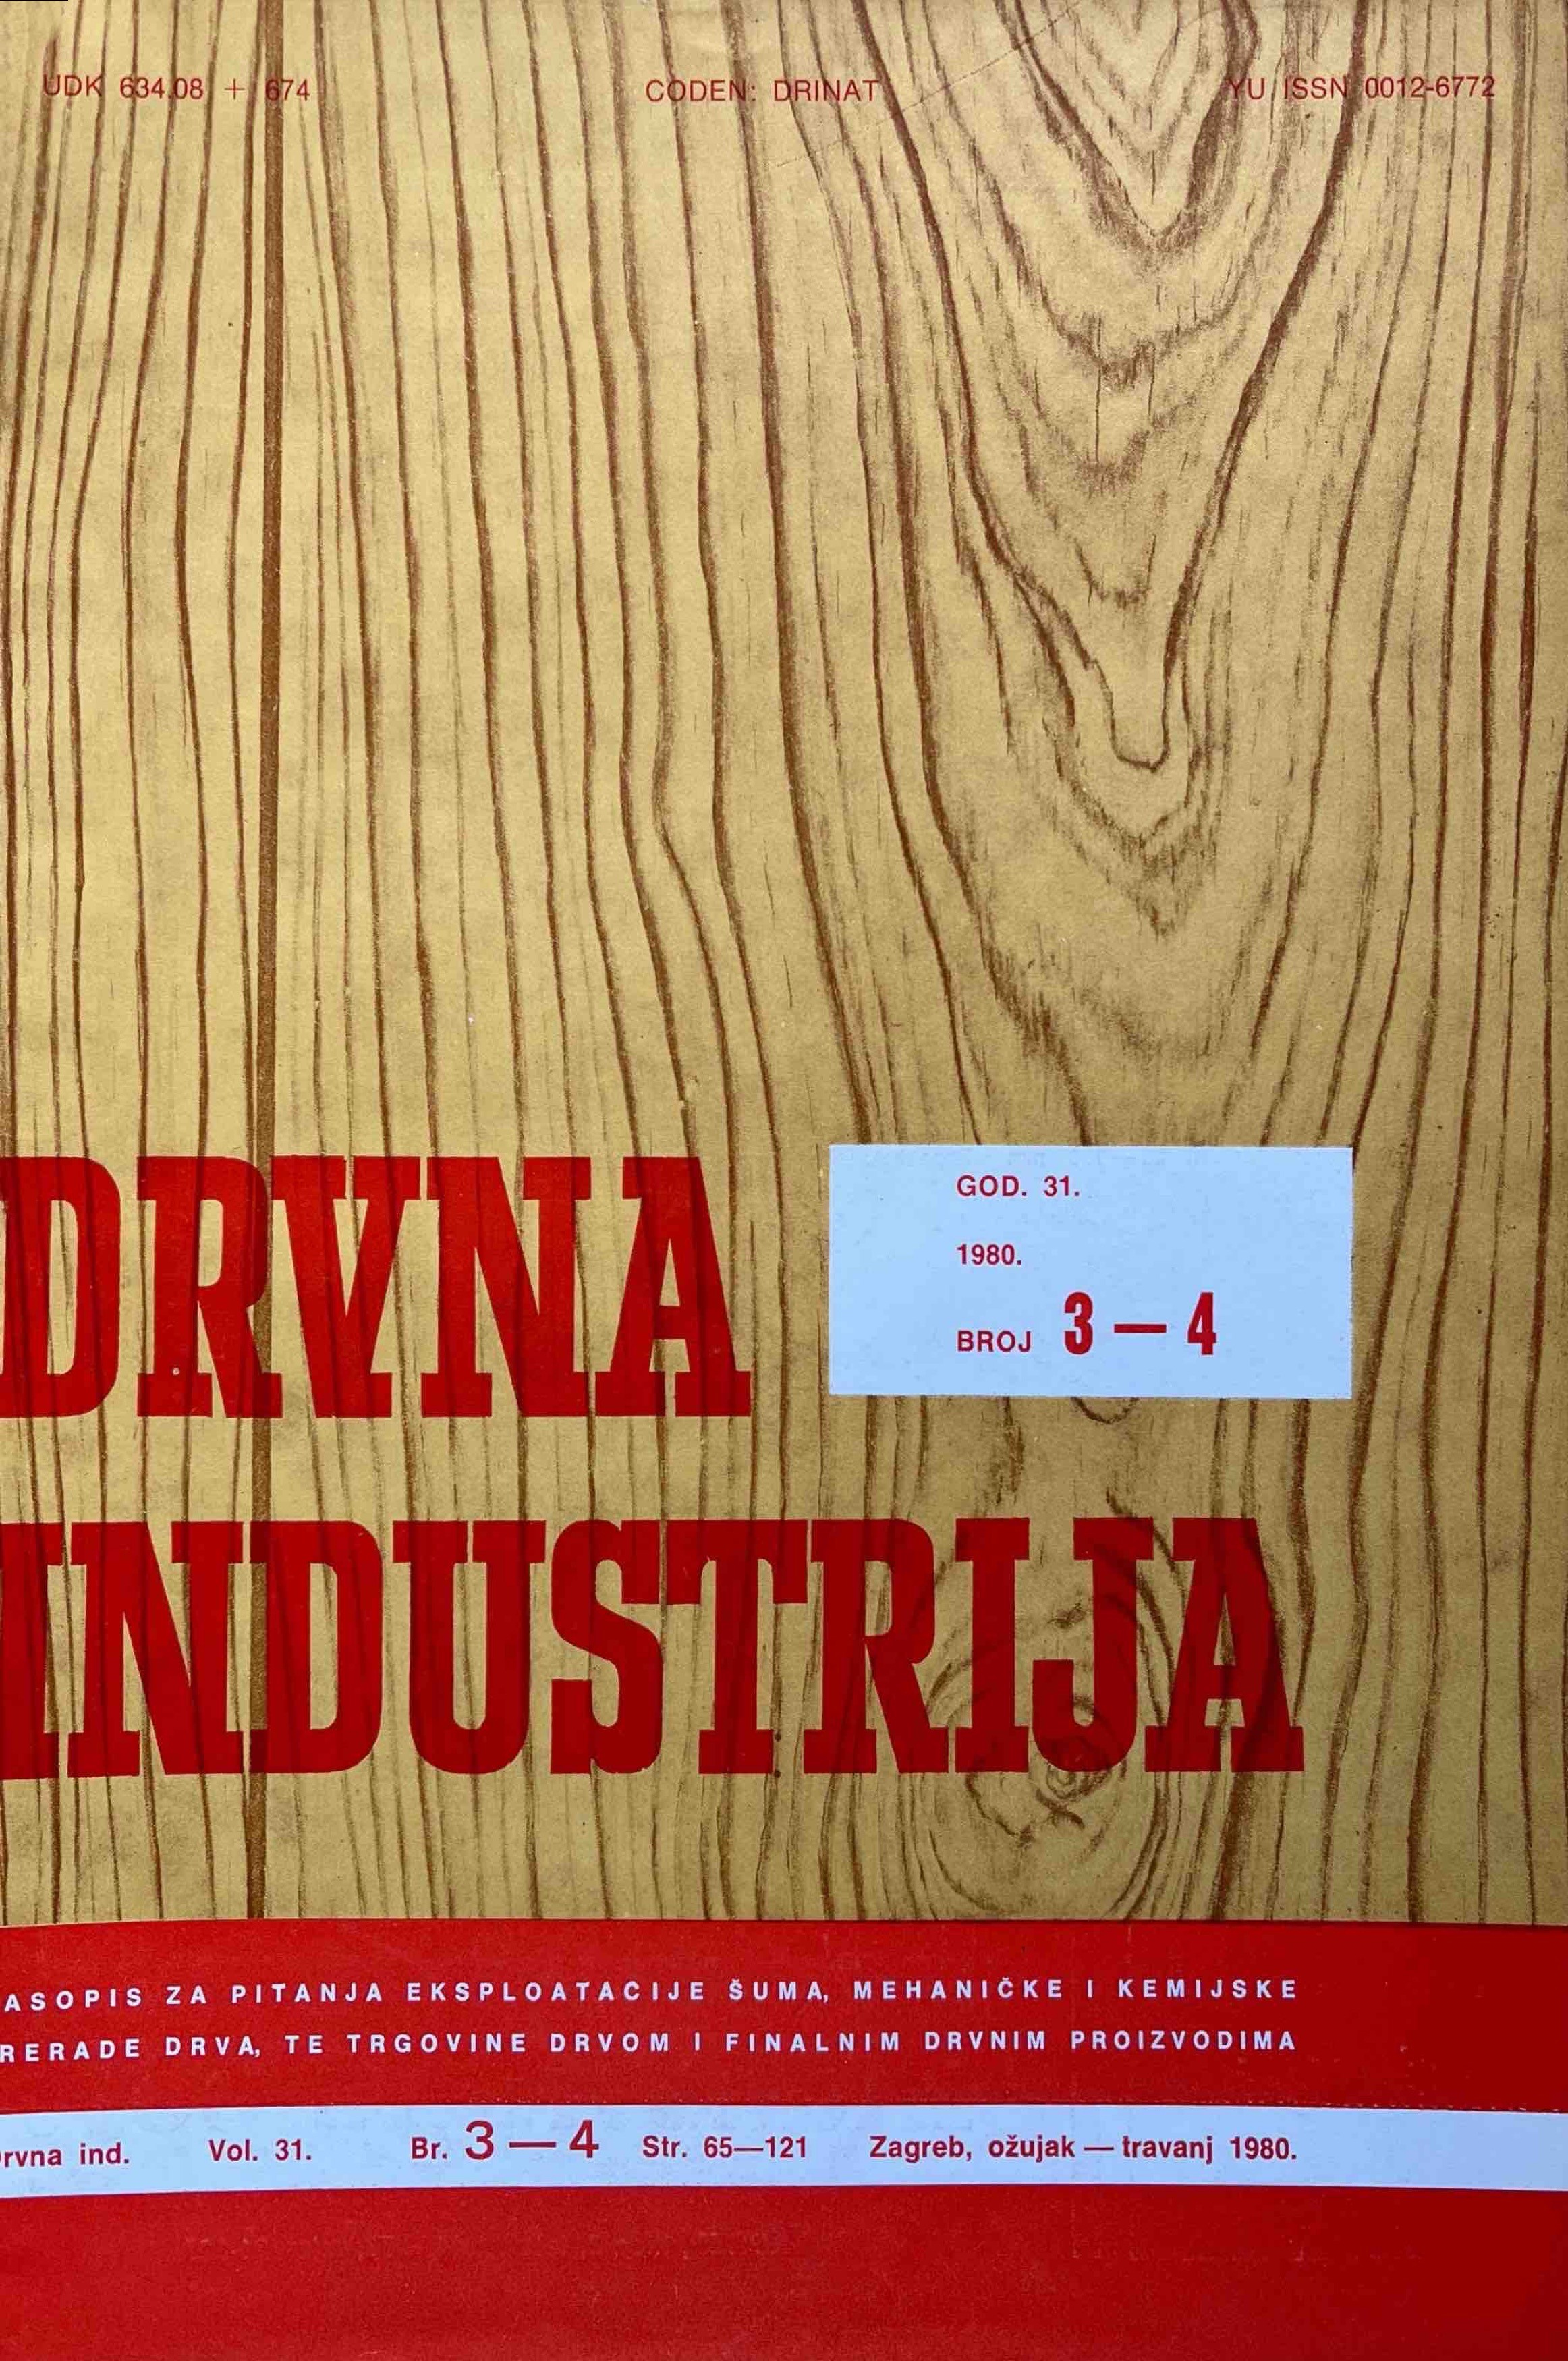 UDK 634.08 + 674 CODEN: DRINAT YU ISSN 0012-6772
DRVNA
GOD. 31.
1980.
BROJ 3 — 4
INDUSTRIJA
ASOPIS ZA PITANJA EKSPLOATACIJE ŠUMA, MEHANIČKE I KEMIJSKE
RERADE DRVA, TE TRGOVINE DRVOM I FINALNIM DRVNIM PROIZVODIMA
rvna ind. Vol. 31. Br. 3 — 4 Str. 65—121 Zagreb, ožujak — travanj 1980.